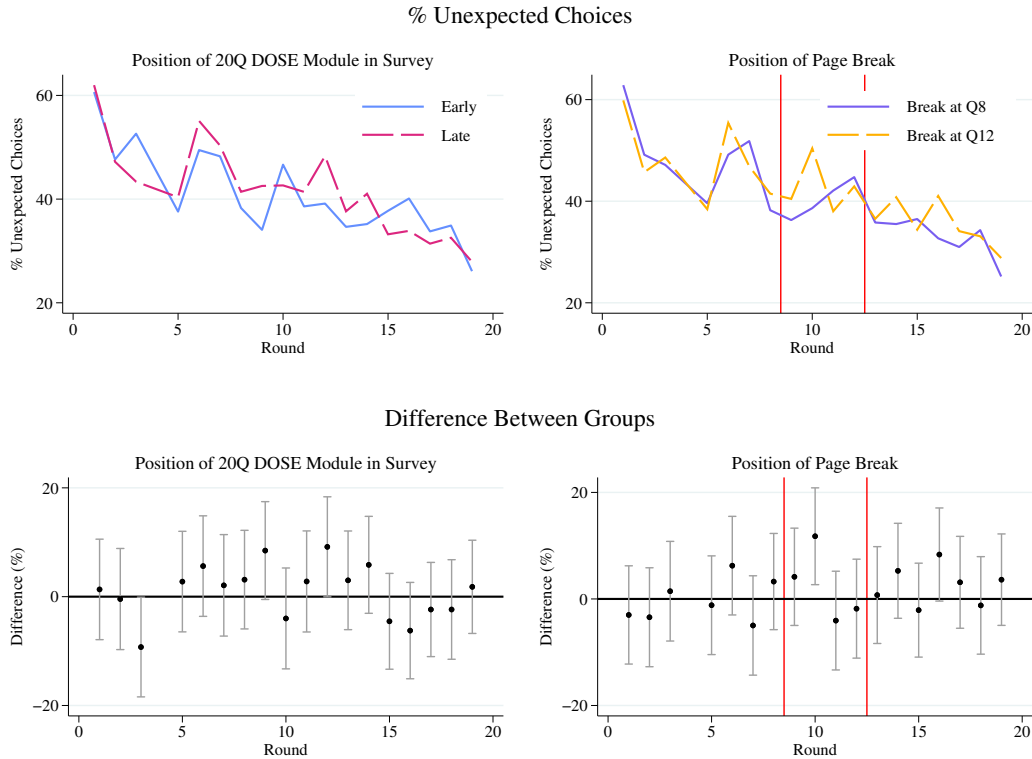 % Unexpected Choices
Position of 20Q DOSE Module in Survey
% Unexpected Choices
60
40
20
0
5
10
15
20
Round
Early
Late
Position of Page Break
% Unexpected Choices
60
40
20
0
5
10
15
20
Round
Break at Q8
Break at Q12
Difference Between Groups
Position of 20Q DOSE Module in Survey
Difference (%)
20
0
−20
0
5
10
15
20
Round
Position of Page Break
Difference (%)
20
0
−20
0
5
10
15
20
Round